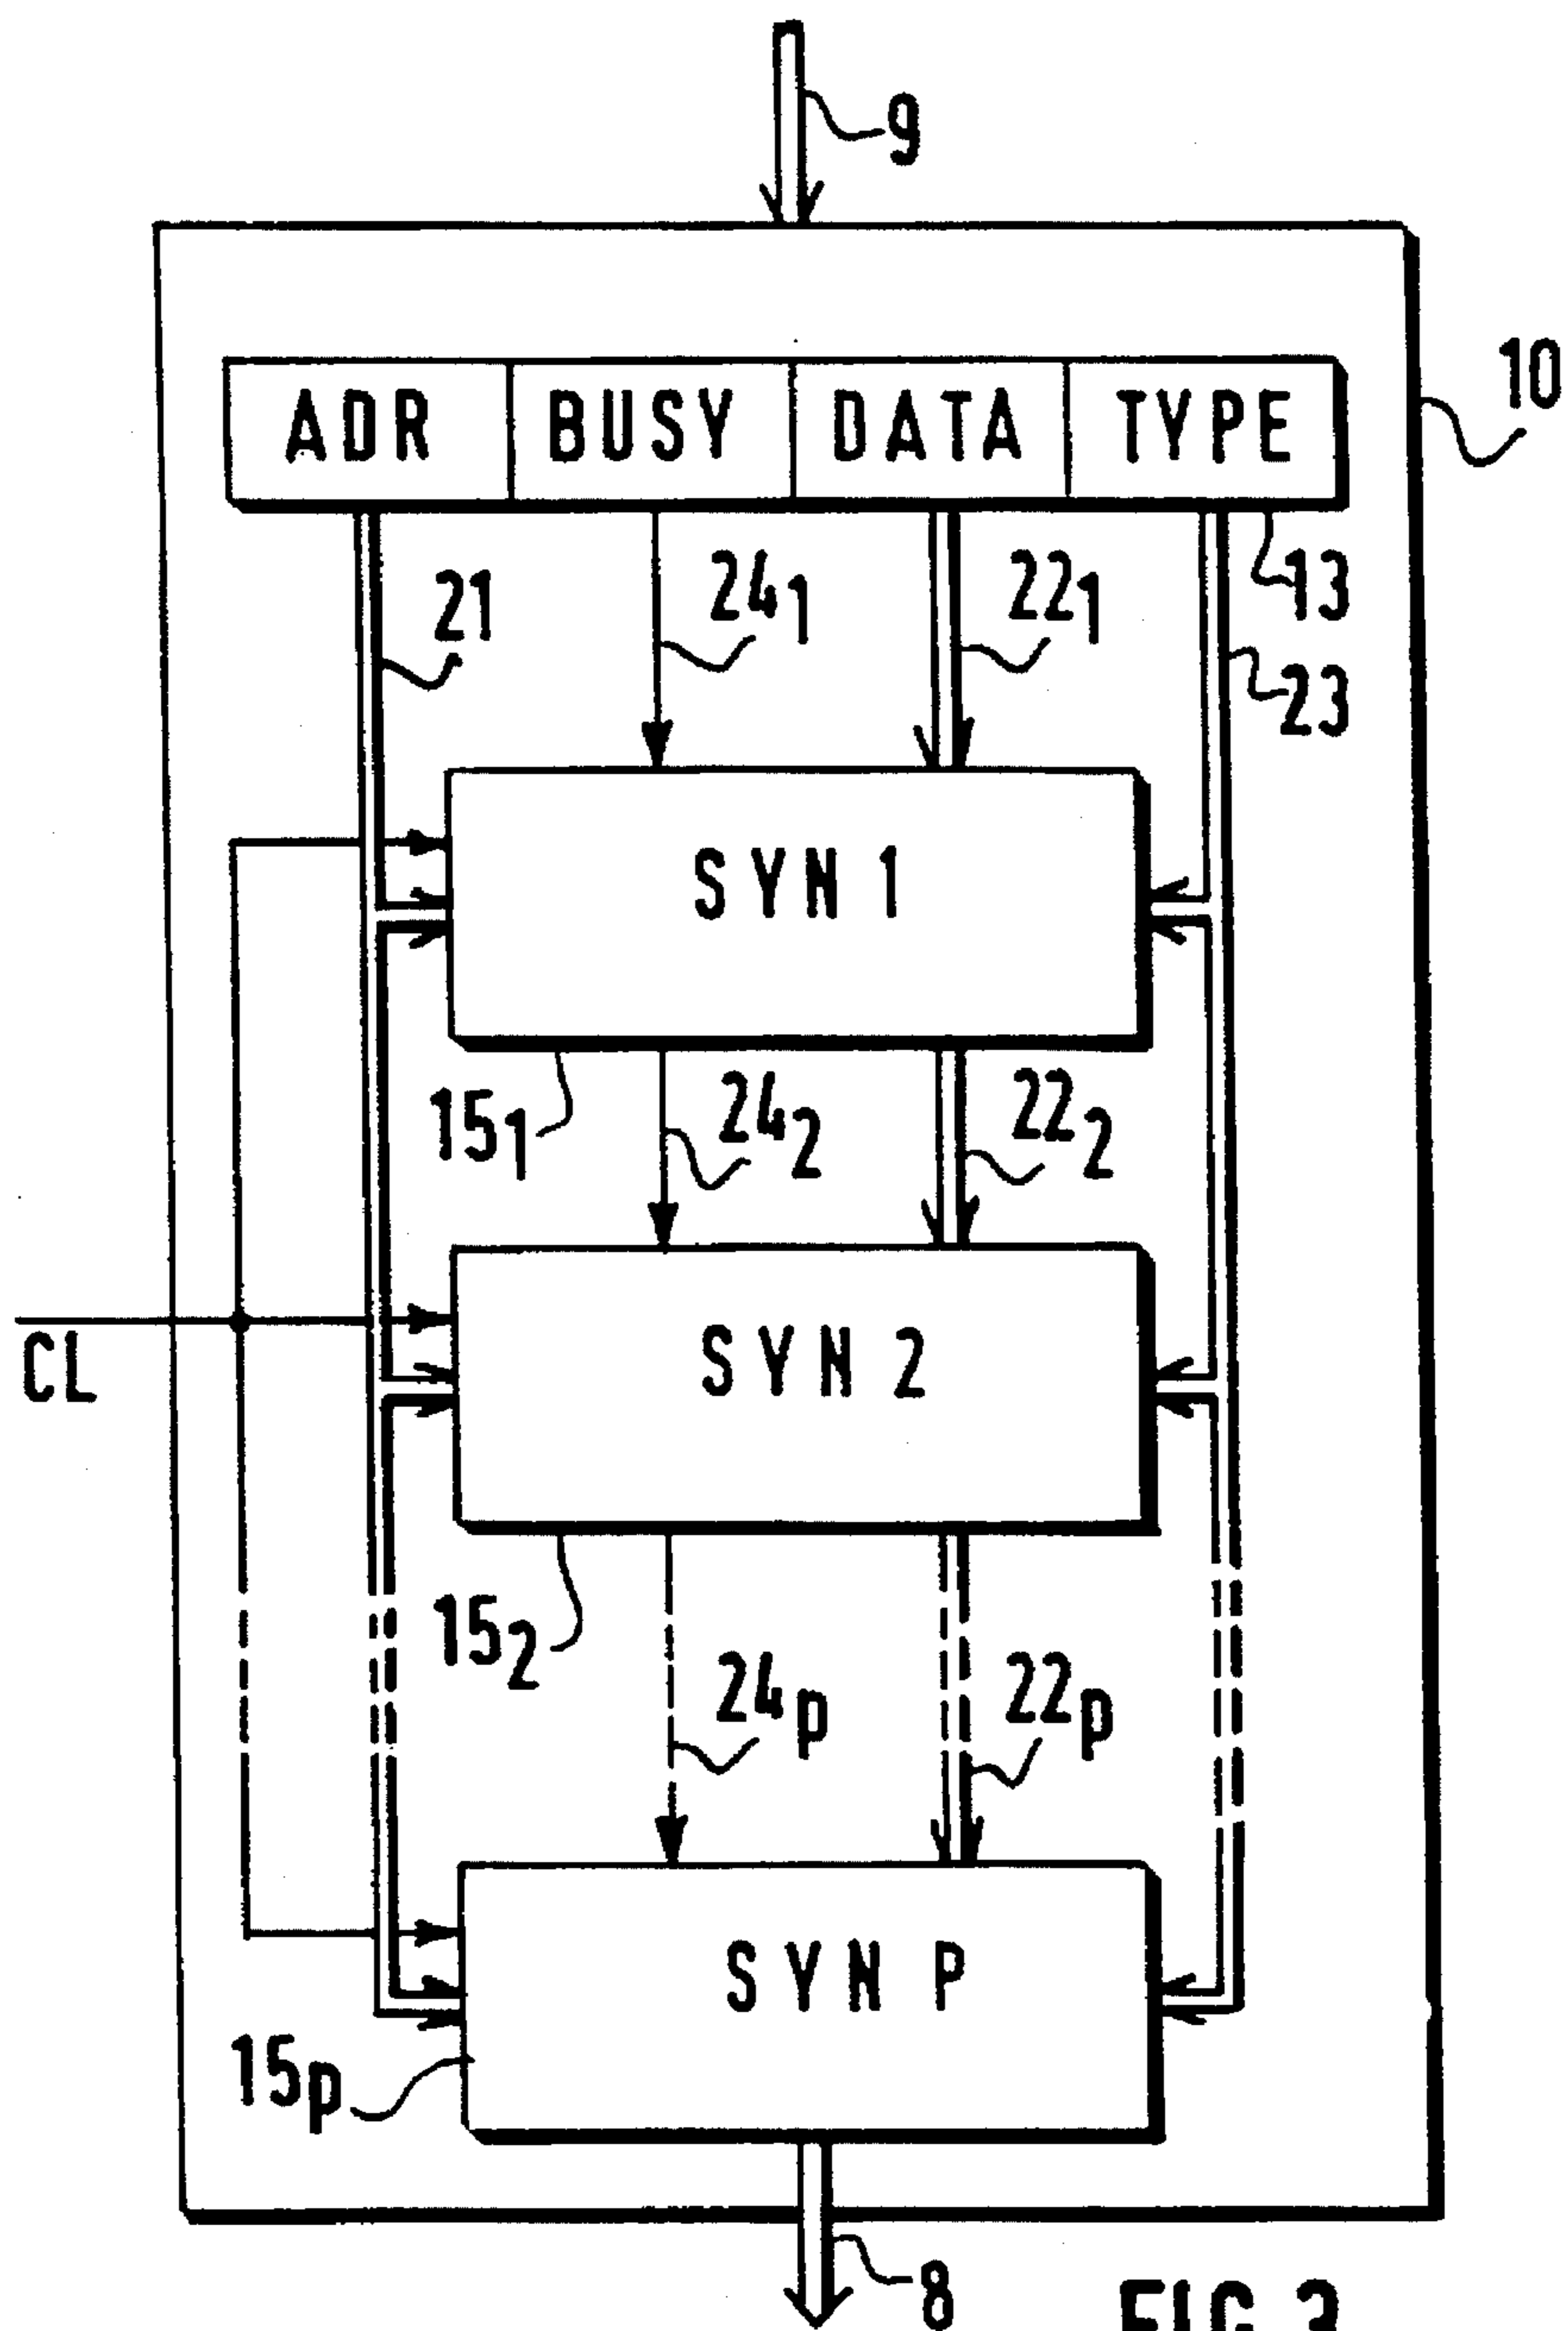 9
10
ADR BUSY DATA TYPE
21 24₁ 22₁ 13
23
SYN 1
15₁ 24₂ 22₂
CL
SYN 2
15₂ 24p 22p
SYN P
15p
8